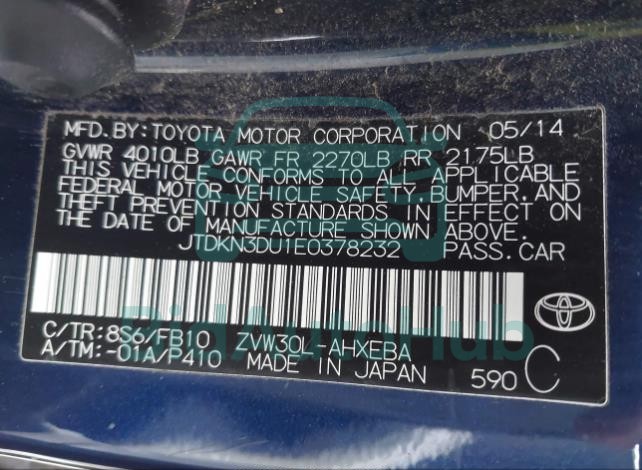 MFD.BY:TOYOTA MOTOR CORPORATION 05/14
GVWR 4010LB GAWR FR 2270LB RR 2175LB
THIS VEHICLE CONFORMS TO ALL APPLICABLE
FEDERAL MOTOR VEHICLE SAFETY,BUMPER,AND
THEFT PREVENTION STANDARDS IN EFFECT ON
THE DATE OF MANUFACTURE SHOWN ABOVE.
JTDKN3DU1E0378232 PASS.CAR
BidAutoHub
C/TR:8S6/FB10 ZVW30L-AHXEBA
A/TM:-01A/P410 MADE IN JAPAN
590 C